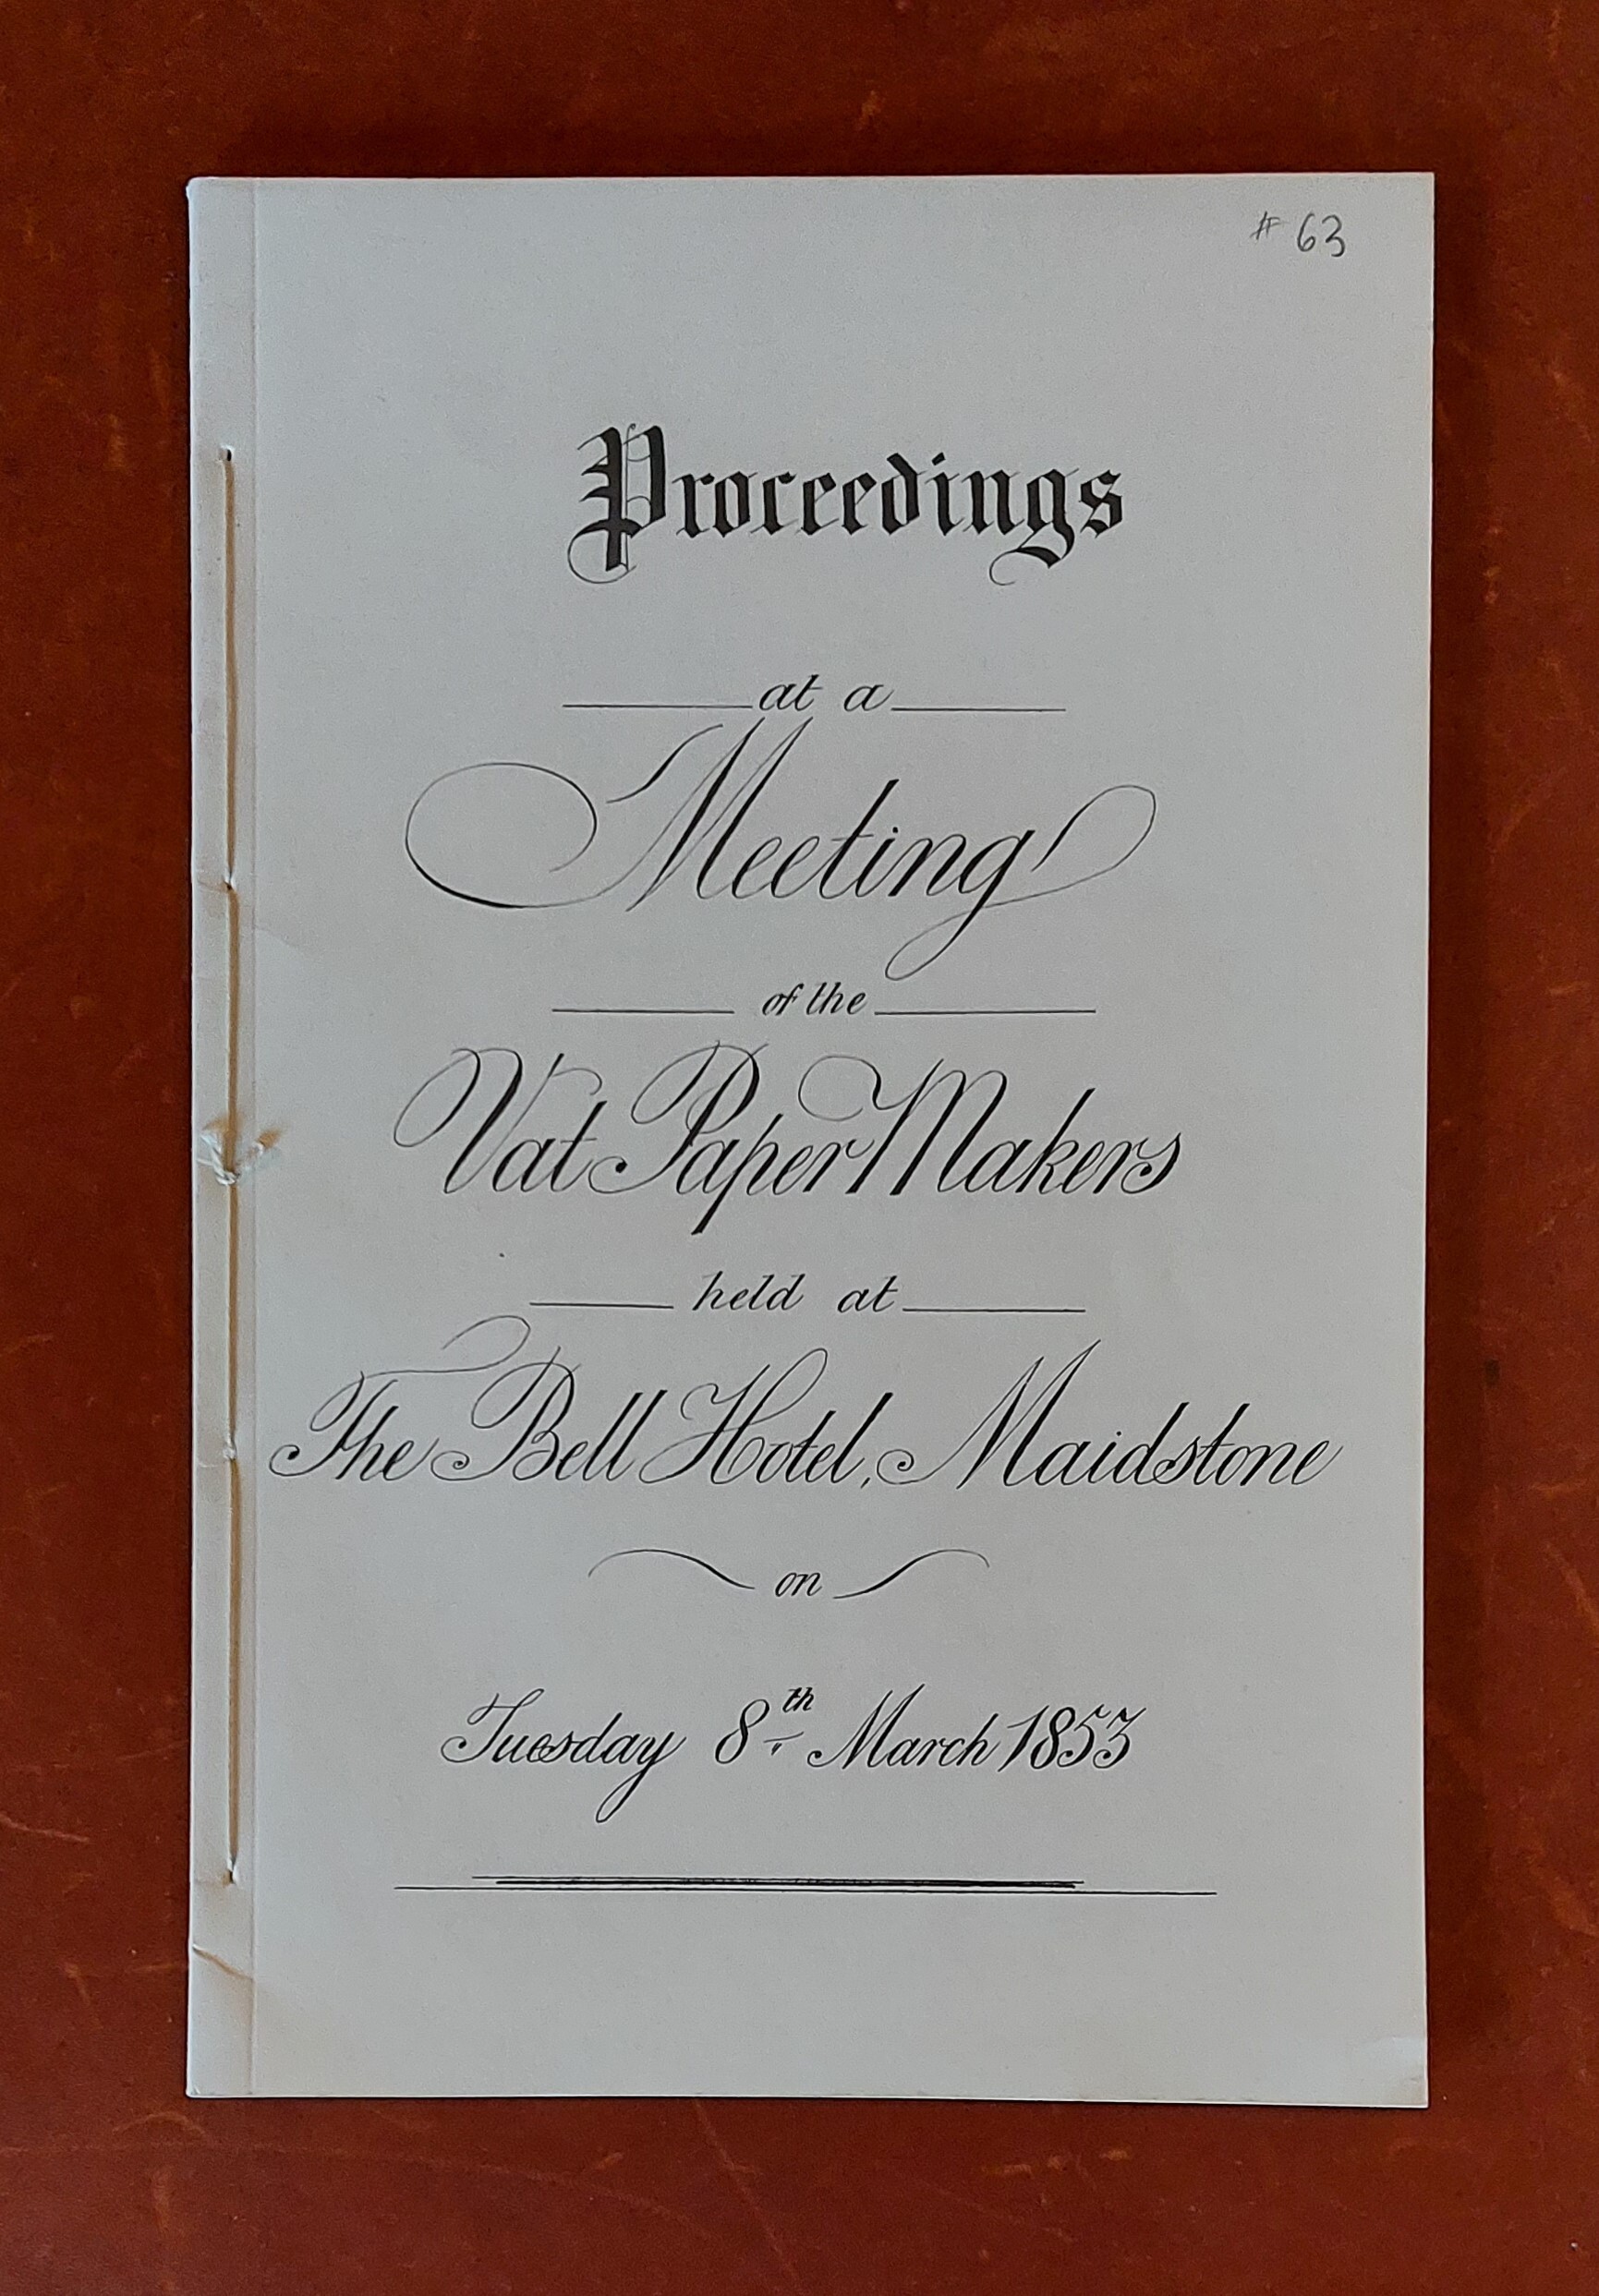 # 63
Proceedings
at a
Meeting
of the
Vat Paper Makers
held at
The Bell Hotel, Maidstone
on
Tuesday 8th March 1853